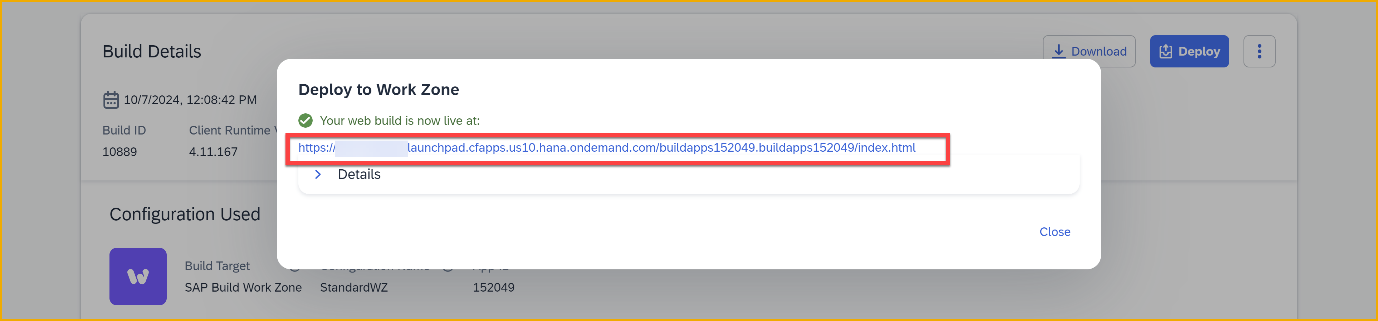 Build Details
Download
Deploy
Deploy to Work Zone
10/7/2024, 12:08:42 PM
Your web build is now live at:
Build ID
Client Runtime
https:// launchpad.cfapps.us10.hana.ondemand.com/buildapps152049.buildapps152049/index.html
10889
4.11.167
Details
Configuration Used
Close
Build Target
SAP Build Work Zone
StandardWZ
152049